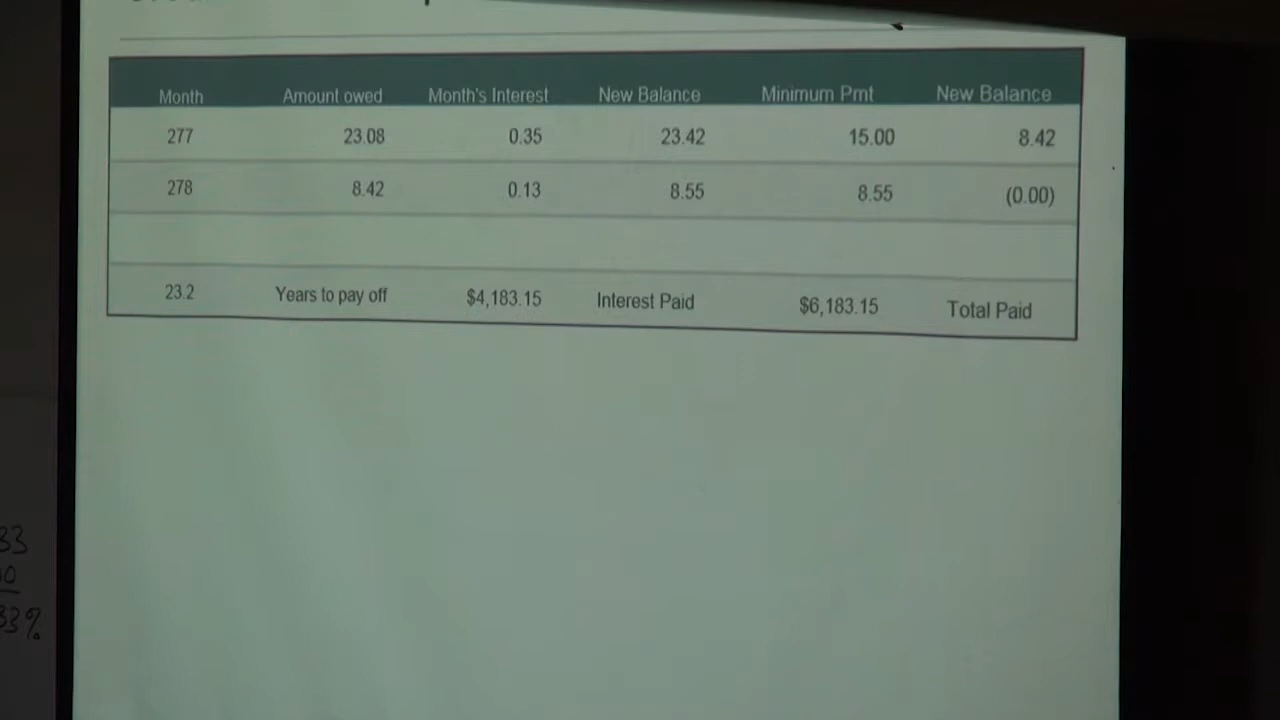 Month Amount owed Month's Interest New Balance Minimum Pmt New Balance
277 23.08 0.35 23.42 15.00 8.42
278 8.42 0.13 8.55 8.55 (0.00)
23.2 Years to pay off $4,183.15 Interest Paid $6,183.15 Total Paid
33
33%